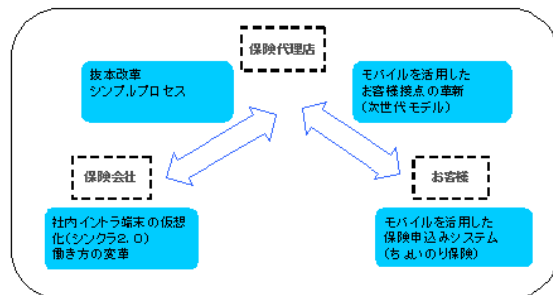 保険代理店
抜本改革
シンプルプロセス
モバイルを活用した
お客様接点の革新
(次世代モデル)
保険会社
お客様
社内イントラ端末の仮想
化(シンクラ2.0)
働き方の変革
モバイルを活用した
保険申込みシステム
(ちょいのり保険)